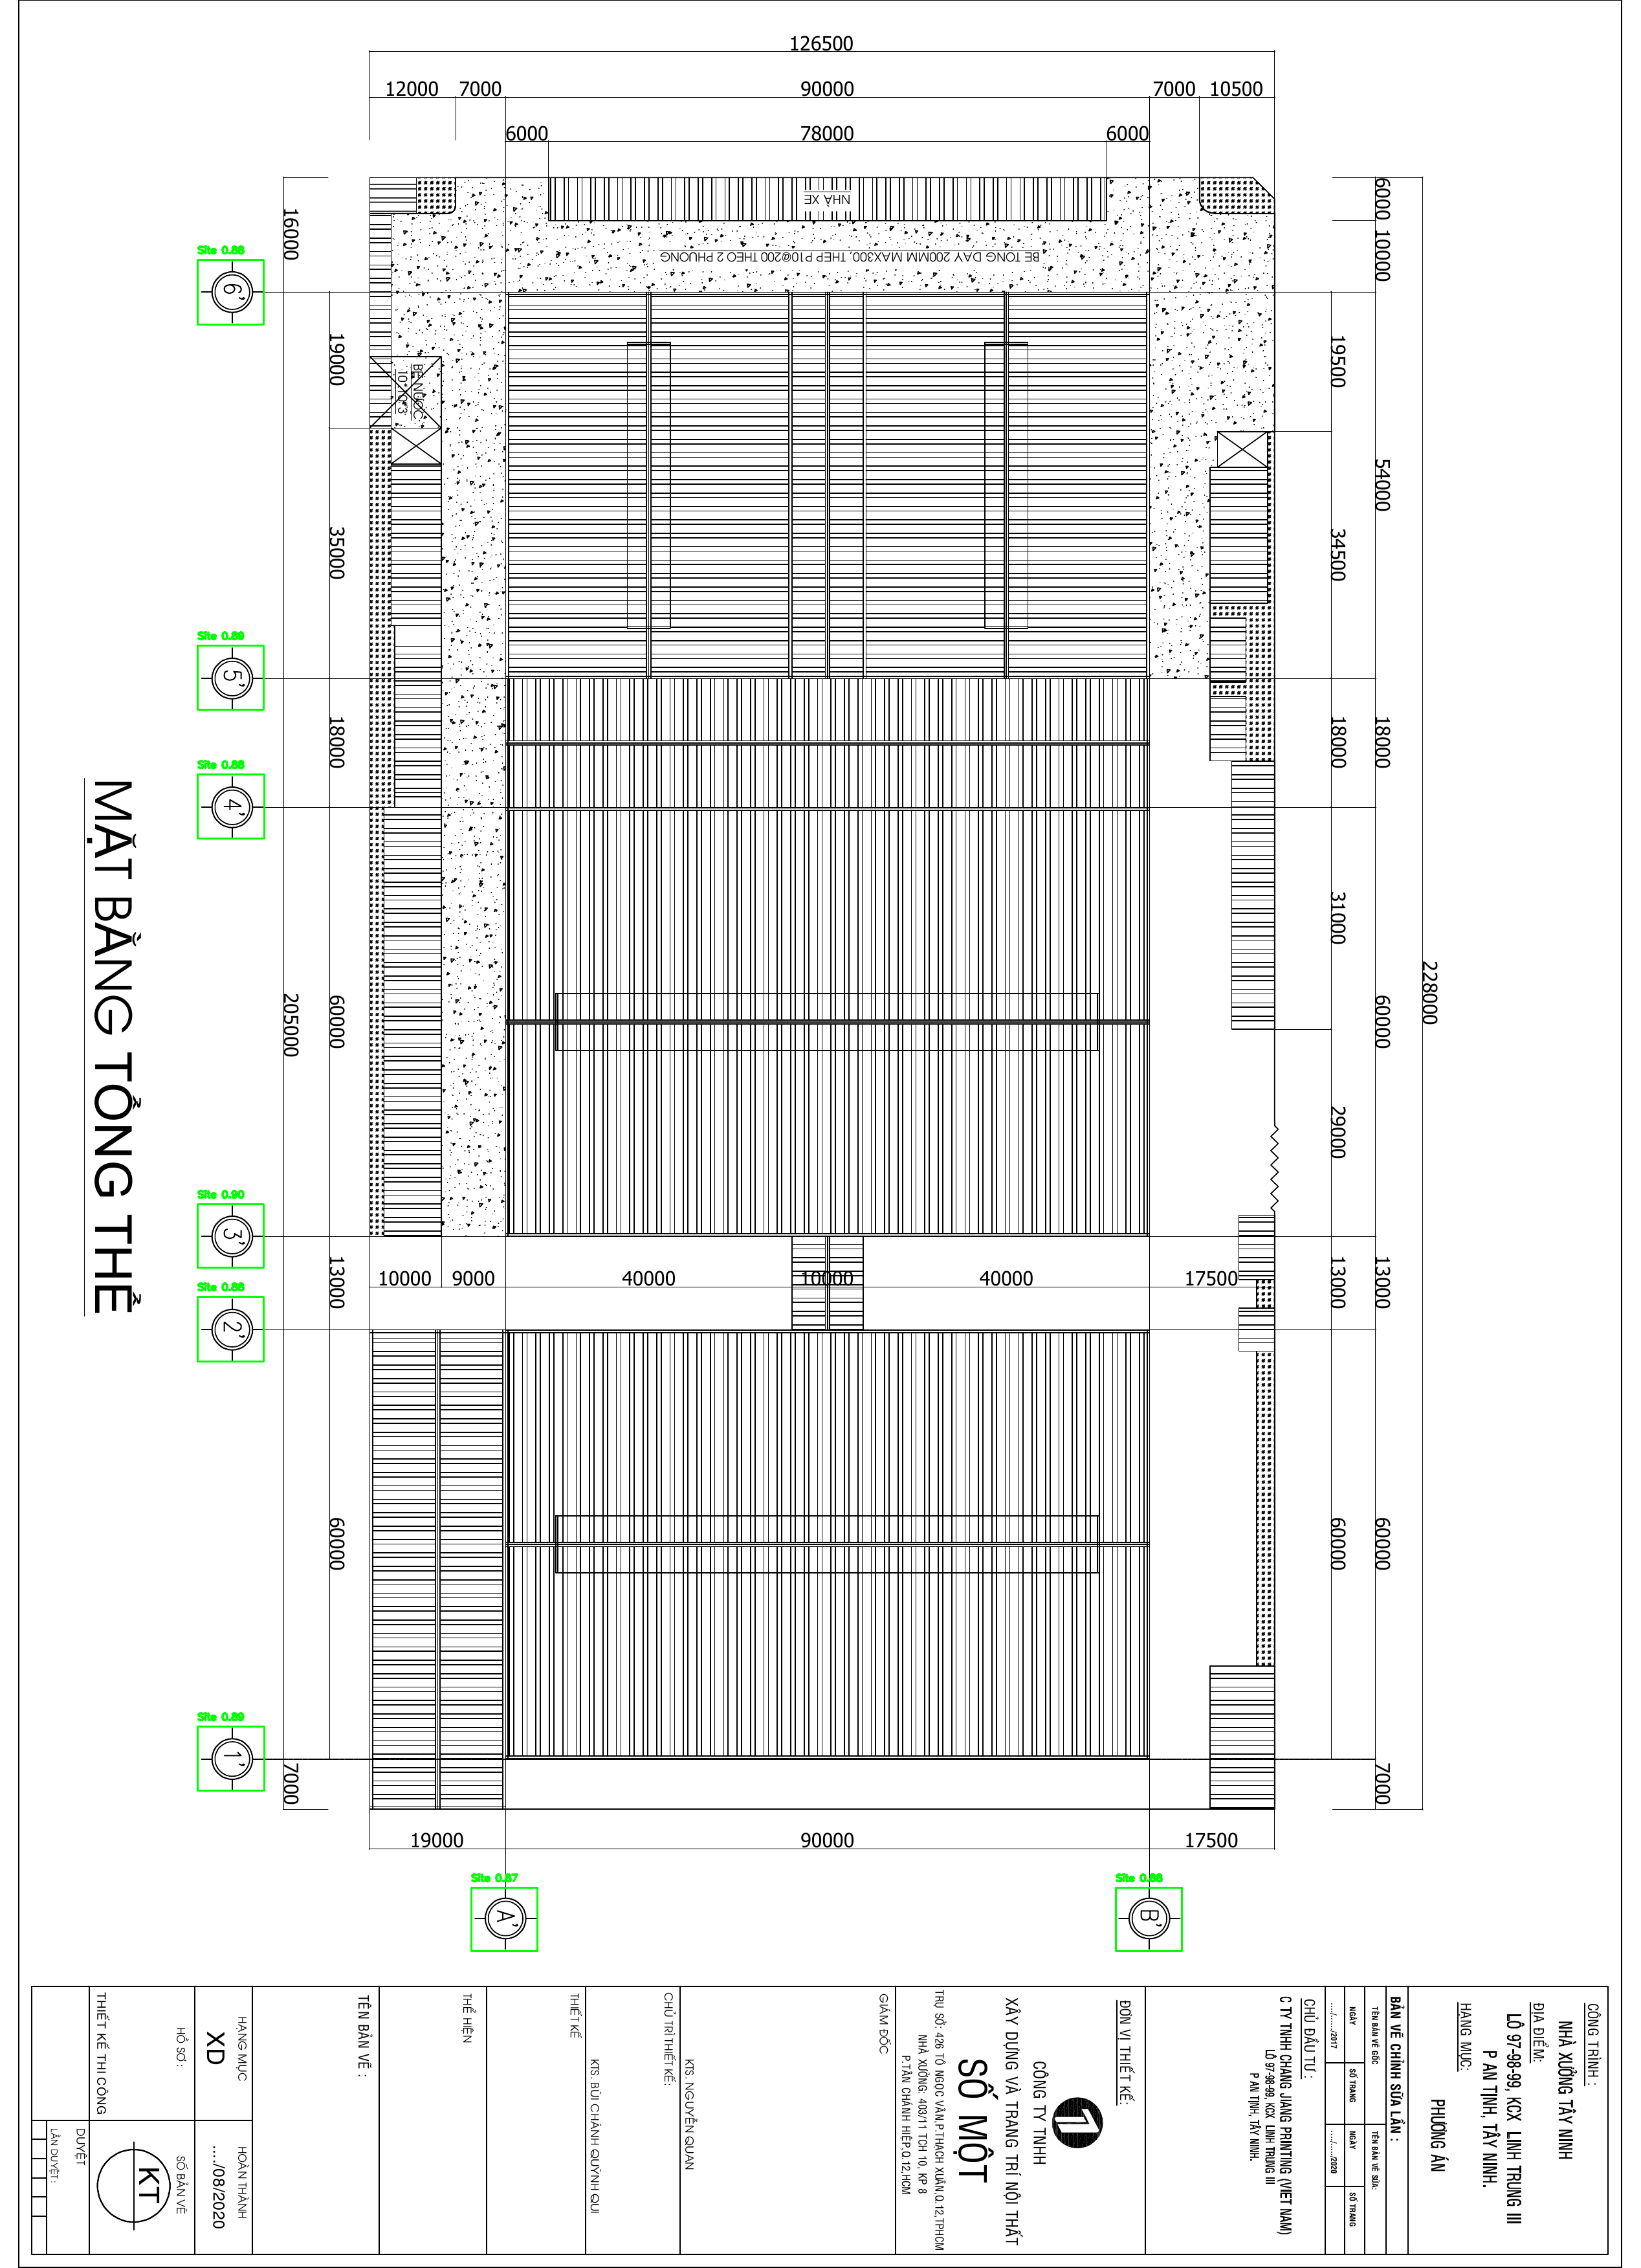 126500
12000 7000 90000 7000 10500
6000 78000 6000
NHÀ XE
BE TONG DAY 200MM MAX300, THEP P10@200 THEO 2 PHUONG
BỂ NƯỚC
10*10*3
16000
205000
7000
19000
35000
18000
60000
13000
60000
10000 9000 40000 10000 40000 17500
19500
34500
18000
31000
29000
13000
60000
6000
10000
54000
18000
60000
13000
60000
7000
228000
19000 90000 17500
Site 0.88
6'
Site 0.89
5'
Site 0.88
4'
Site 0.90
3'
Site 0.88
2'
Site 0.89
1'
Site 0.87
A'
Site 0.88
B'
MẶT BẰNG TỔNG THỂ
CÔNG TRÌNH :
NHÀ XƯỞNG TÂY NINH
ĐỊA ĐIỂM:
LÔ 97-98-99, KCX LINH TRUNG III
P AN TỊNH, TÂY NINH.
HẠNG MỤC:
PHƯƠNG ÁN
BẢN VẼ CHỈNH SỮA LẦN :
TÊN BẢN VẼ GỐC TÊN BẢN VẼ SỬA:
NGÀY SỐ TRANG NGÀY SỐ TRANG
..../......./2017 ..../......./2020
CHỦ ĐẦU TƯ :
C TY TNHH CHANG JIANG PRINTING (VIET NAM)
LÔ 97-98-99, KCX LINH TRUNG III
P AN TỊNH, TÂY NINH.
ĐƠN VỊ THIẾT KẾ:
1
CÔNG TY TNHH
XÂY DỰNG VÀ TRANG TRÍ NỘI THẤT
SỐ MỘT
TRỤ SỞ: 426 TÔ NGỌC VÂN,P.THẠCH XUÂN,Q.12,TPHCM
NHÀ XƯỞNG: 403/11 TCH 10, KP 8
P.TÂN CHÁNH HIỆP,Q.12,HCM
GIÁM ĐỐC
KTS. NGUYỄN QUAN
CHỦ TRÌ THIẾT KẾ:
KTS. BÙI CHÁNH QUỲNH QUI
THIẾT KẾ
THỂ HIỆN
TÊN BẢN VẼ :
HẠNG MỤC HOÀN THÀNH
XD ..../08/2020
HỒ SƠ : SỐ BẢN VẼ
THIẾT KẾ THI CÔNG KT
DUYỆT
LẦN DUYỆT :